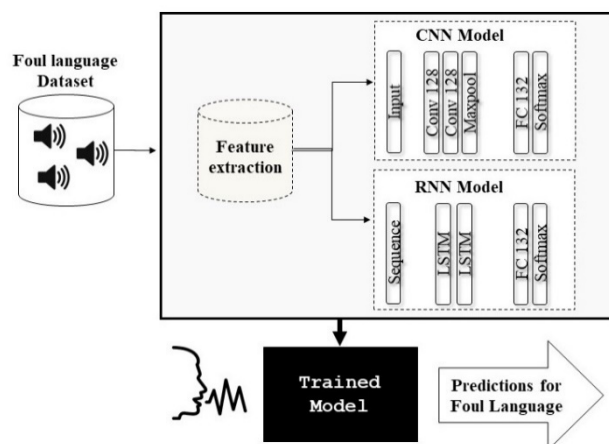 Foul language
Dataset
Feature
extraction
CNN Model
Input
Conv 128
Conv 128
Maxpool
FC 132
Softmax
RNN Model
Sequence
LSTM
LSTM
FC 132
Softmax
Trained
Model
Predictions for
Foul Language